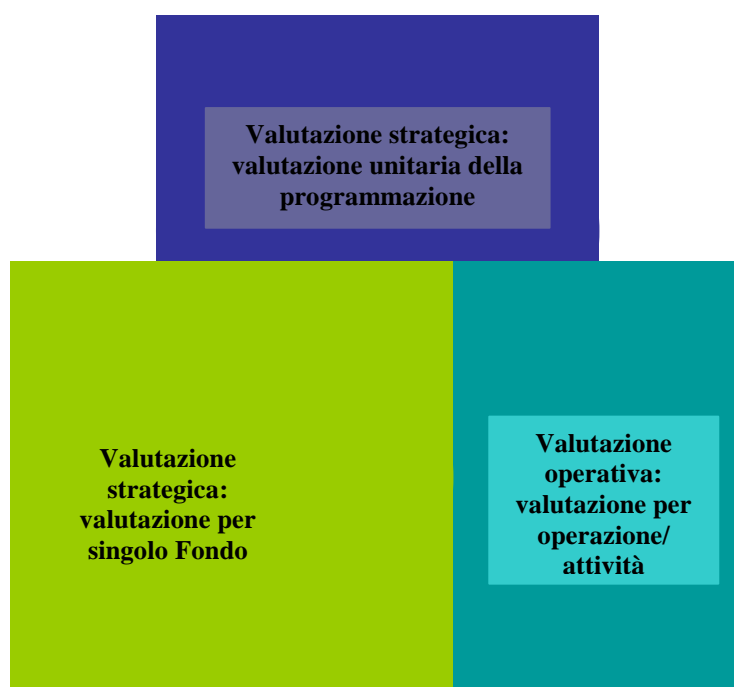 Valutazione strategica:
valutazione unitaria della
programmazione
Valutazione
strategica:
valutazione per
singolo Fondo
Valutazione
operativa:
valutazione per
operazione/
attività